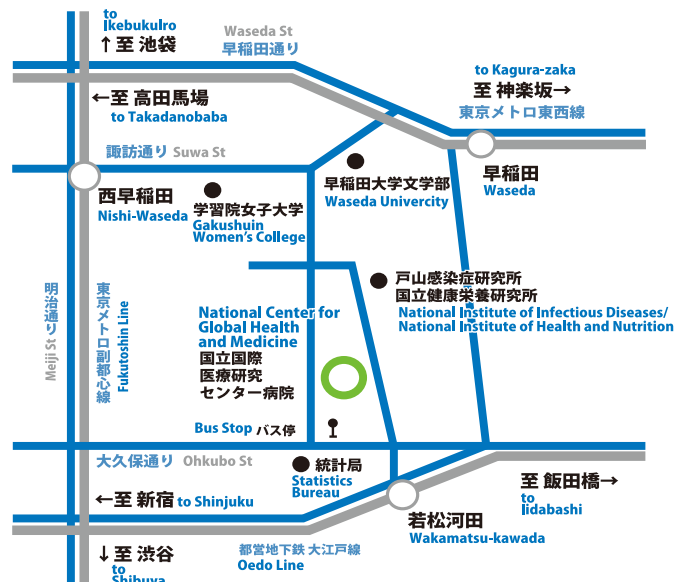 to
Ikebukuro
↑至 池袋
Waseda St
早稲田通り
to Kagura-zaka
至 神楽坂→
東京メトロ東西線
←至 高田馬場
to Takadanobaba
諏訪通り Suwa St
早稲田
Waseda
西早稲田
Nishi-Waseda
学習院女子大学
Gakushuin
Women's College
早稲田大学文学部
Waseda Univercity
戸山感染症研究所
国立健康栄養研究所
National Institute of Infectious Diseases/
National Institute of Health and Nutrition
明治通り
Meiji St
東京メトロ副都心線
Fukutoshin Line
National Center for
Global Health
and Medicine
国立国際
医療研究
センター病院
Bus Stop バス停
大久保通り Ohkubo St
統計局
Statistics
Bureau
至 飯田橋→
to
Iidabashi
←至 新宿 to Shinjuku
若松河田
Wakamatsu-kawada
都営地下鉄 大江戸線
Oedo Line
↓至 渋谷
to
Shibuya